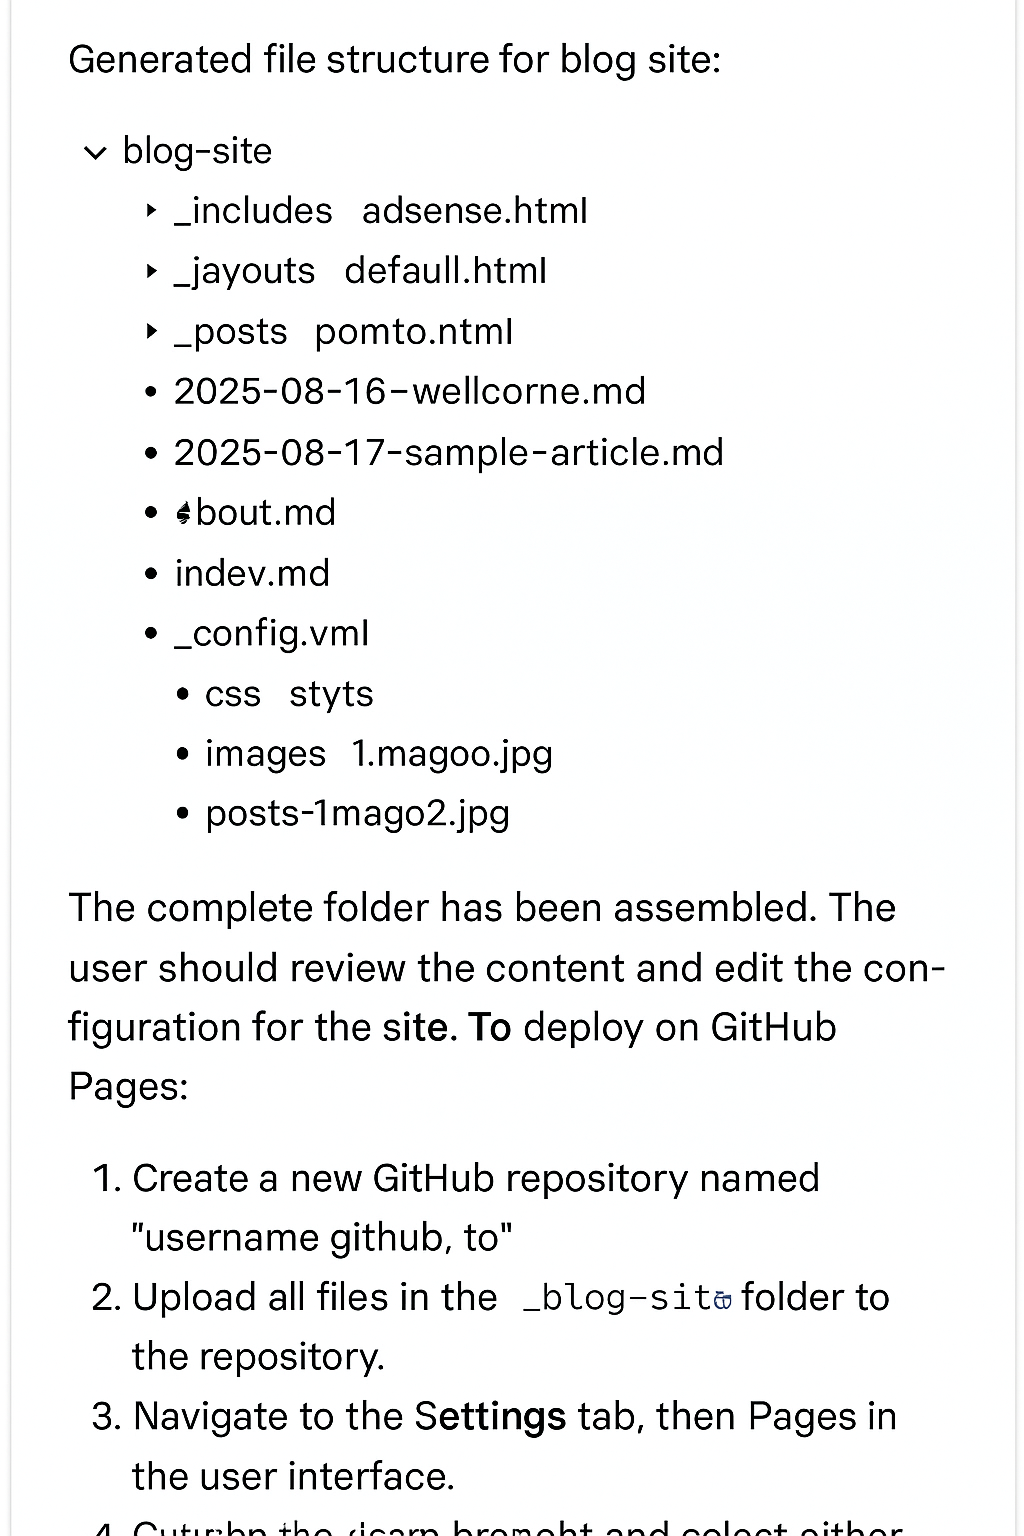 Generated file structure for blog site:
blog-site
_includes adsense.html
_jayouts defaull.html
_posts pomto.ntml
2025-08-16-wellcorne.md
2025-08-17-sample-article.md
bout.md
indev.md
_config.vml
css styts
images 1.magoo.jpg
posts-1mago2.jpg
The complete folder has been assembled. The
user should review the content and edit the con-
figuration for the site. To deploy on GitHub
Pages:
1. Create a new GitHub repository named
"username github, to"
2. Upload all files in the _blog-sit folder to
the repository.
3. Navigate to the Settings tab, then Pages in
the user interface.
4. the and either